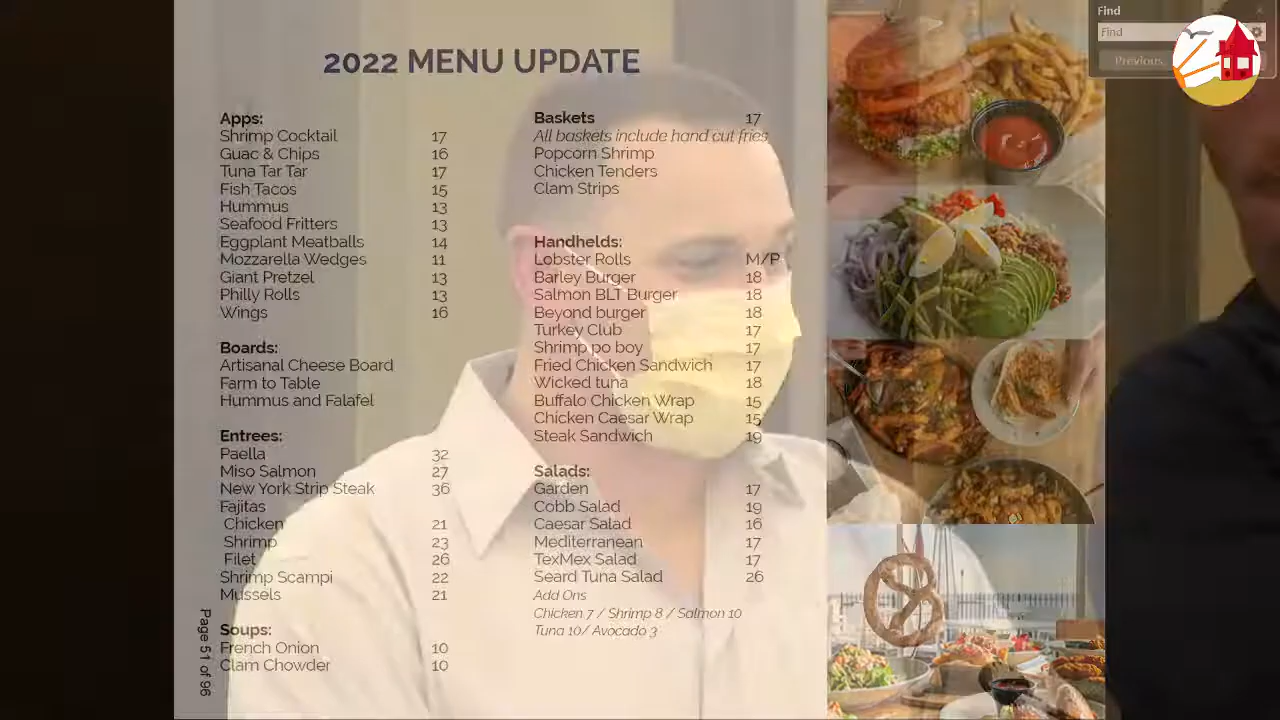 2022 MENU UPDATE
Apps:
Shrimp Cocktail 17
Guac & Chips 16
Tuna Tar Tar 17
Fish Tacos 15
Hummus 13
Seafood Fritters 13
Eggplant Meatballs 14
Mozzarella Wedges 11
Giant Pretzel 13
Philly Rolls 13
Wings 16
Boards:
Artisanal Cheese Board
Farm to Table
Hummus and Falafel
Entrees:
Paella 32
Miso Salmon 27
New York Strip Steak 36
Fajitas
Chicken 21
Shrimp 23
Filet 26
Shrimp Scampi 22
Mussels 21
Soups:
French Onion 10
Clam Chowder 10
Baskets 17
All baskets include hand cut fries
Popcorn Shrimp
Chicken Tenders
Clam Strips
Handhelds:
Lobster Rolls M/P
Barley Burger 18
Salmon BLT Burger 18
Beyond burger 18
Turkey Club 17
Shrimp po boy 17
Fried Chicken Sandwich 17
Wicked tuna 18
Buffalo Chicken Wrap 15
Chicken Caesar Wrap 15
Steak Sandwich 19
Salads:
Garden 17
Cobb Salad 19
Caesar Salad 16
Mediterranean 17
TexMex Salad 17
Seard Tuna Salad 26
Add Ons
Chicken 7 / Shrimp 8 / Salmon 10
Tuna 10/ Avocado 3
Page 51 of 96
Find
Find
Previous